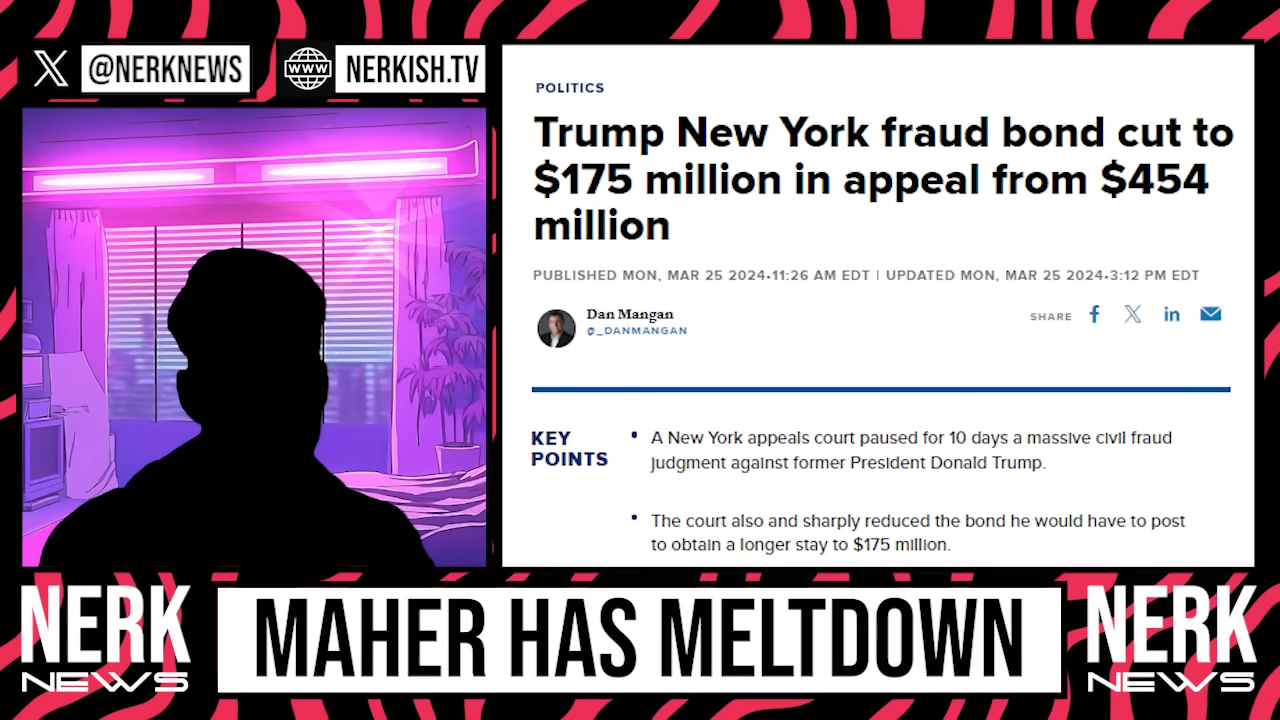 @NERKNEWS
WWW
NERKISH.TV
POLITICS
Trump New York fraud bond cut to
$175 million in appeal from $454
million
PUBLISHED MON, MAR 25 2024•11:26 AM EDT | UPDATED MON, MAR 25 2024•3:12 PM EDT
Dan Mangan
@_DANMANGAN
SHARE
KEY
POINTS
• A New York appeals court paused for 10 days a massive civil fraud
judgment against former President Donald Trump.
• The court also and sharply reduced the bond he would have to post
to obtain a longer stay to $175 million.
NERK
NEWS
MAHER HAS MELTDOWN
NERK
NEWS